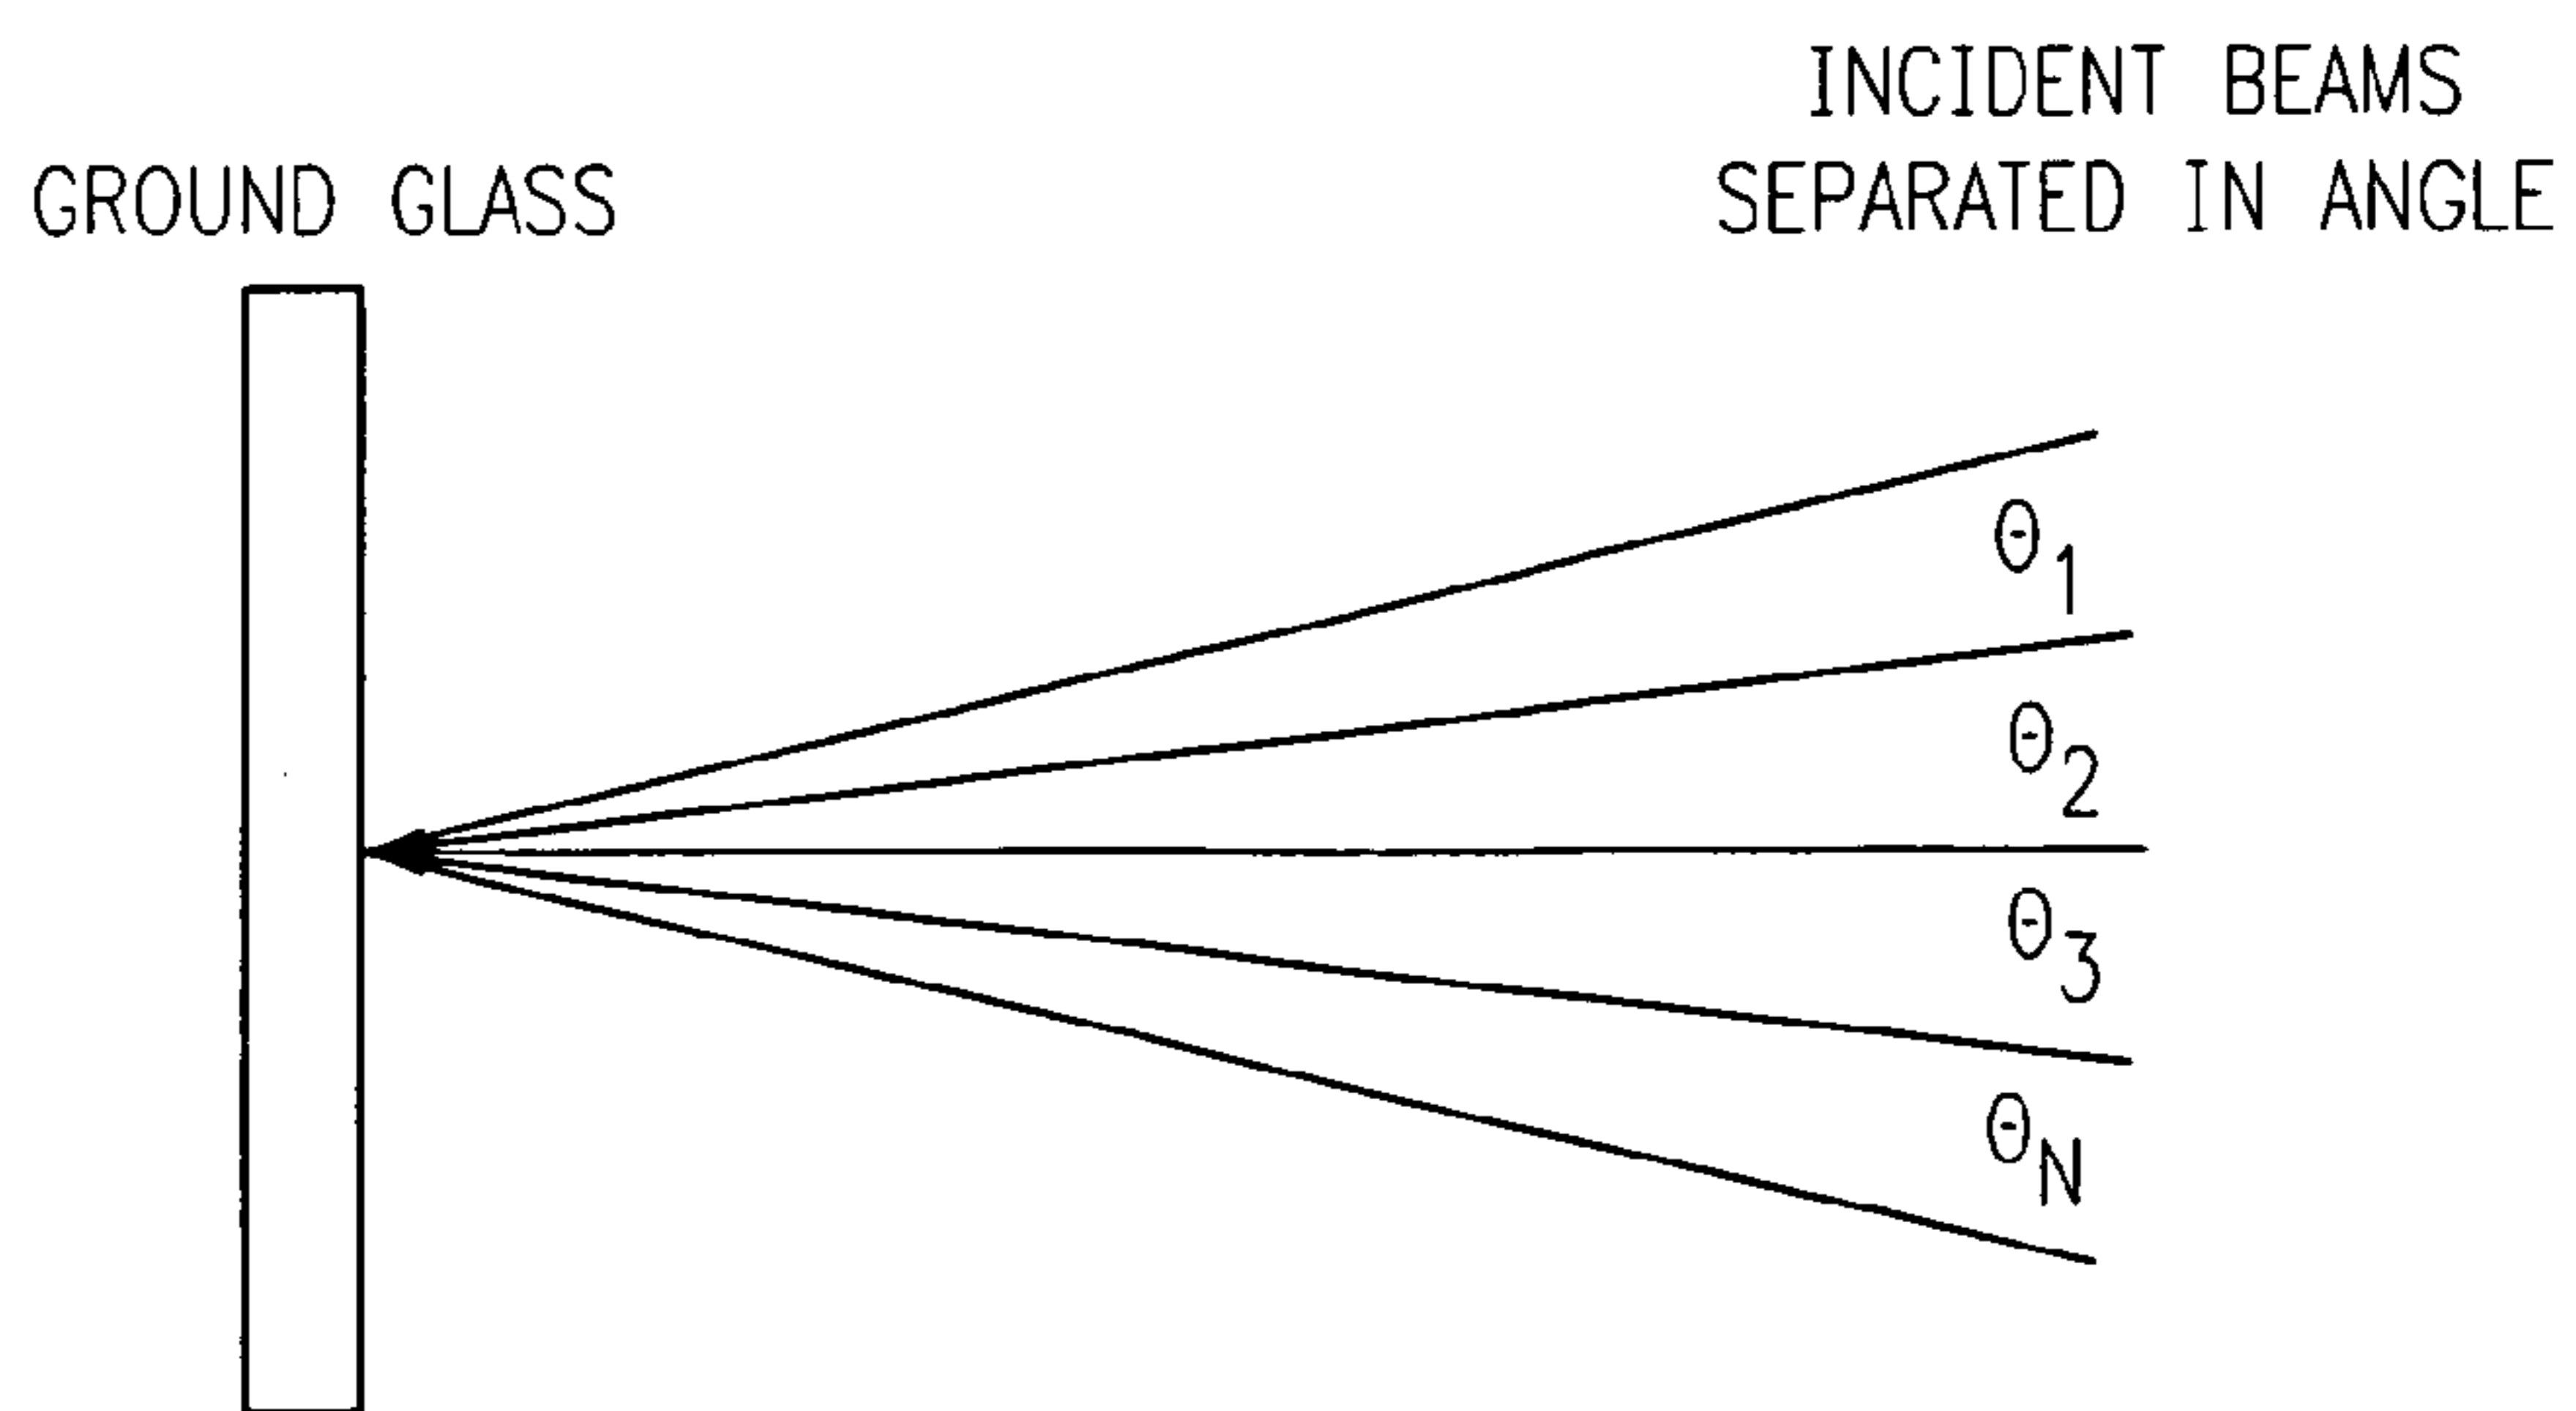 INCIDENT BEAMS
SEPARATED IN ANGLE
GROUND GLASS
Θ1
Θ2
Θ3
ΘN